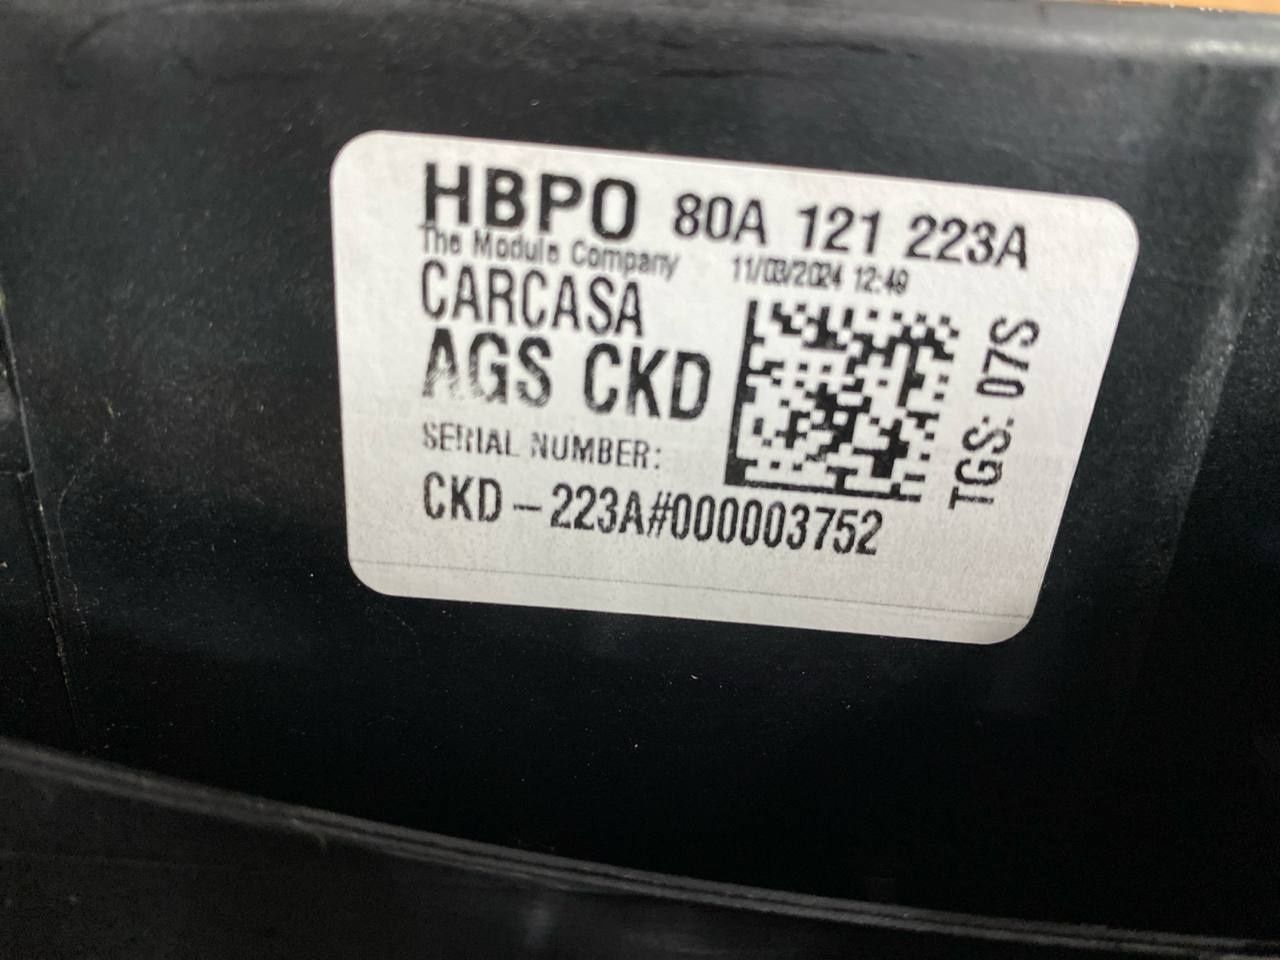 HBPO 80A 121 223A
The Module Company 11/03/2024 12:49
CARCASA
AGS CKD
SERIAL NUMBER:
CKD-223A#000003752
TGS: 07S